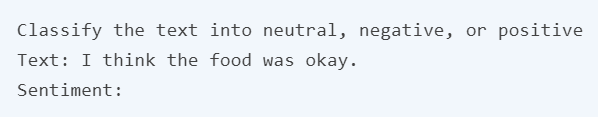 Classify the text into neutral, negative, or positive
Text: I think the food was okay.
Sentiment: